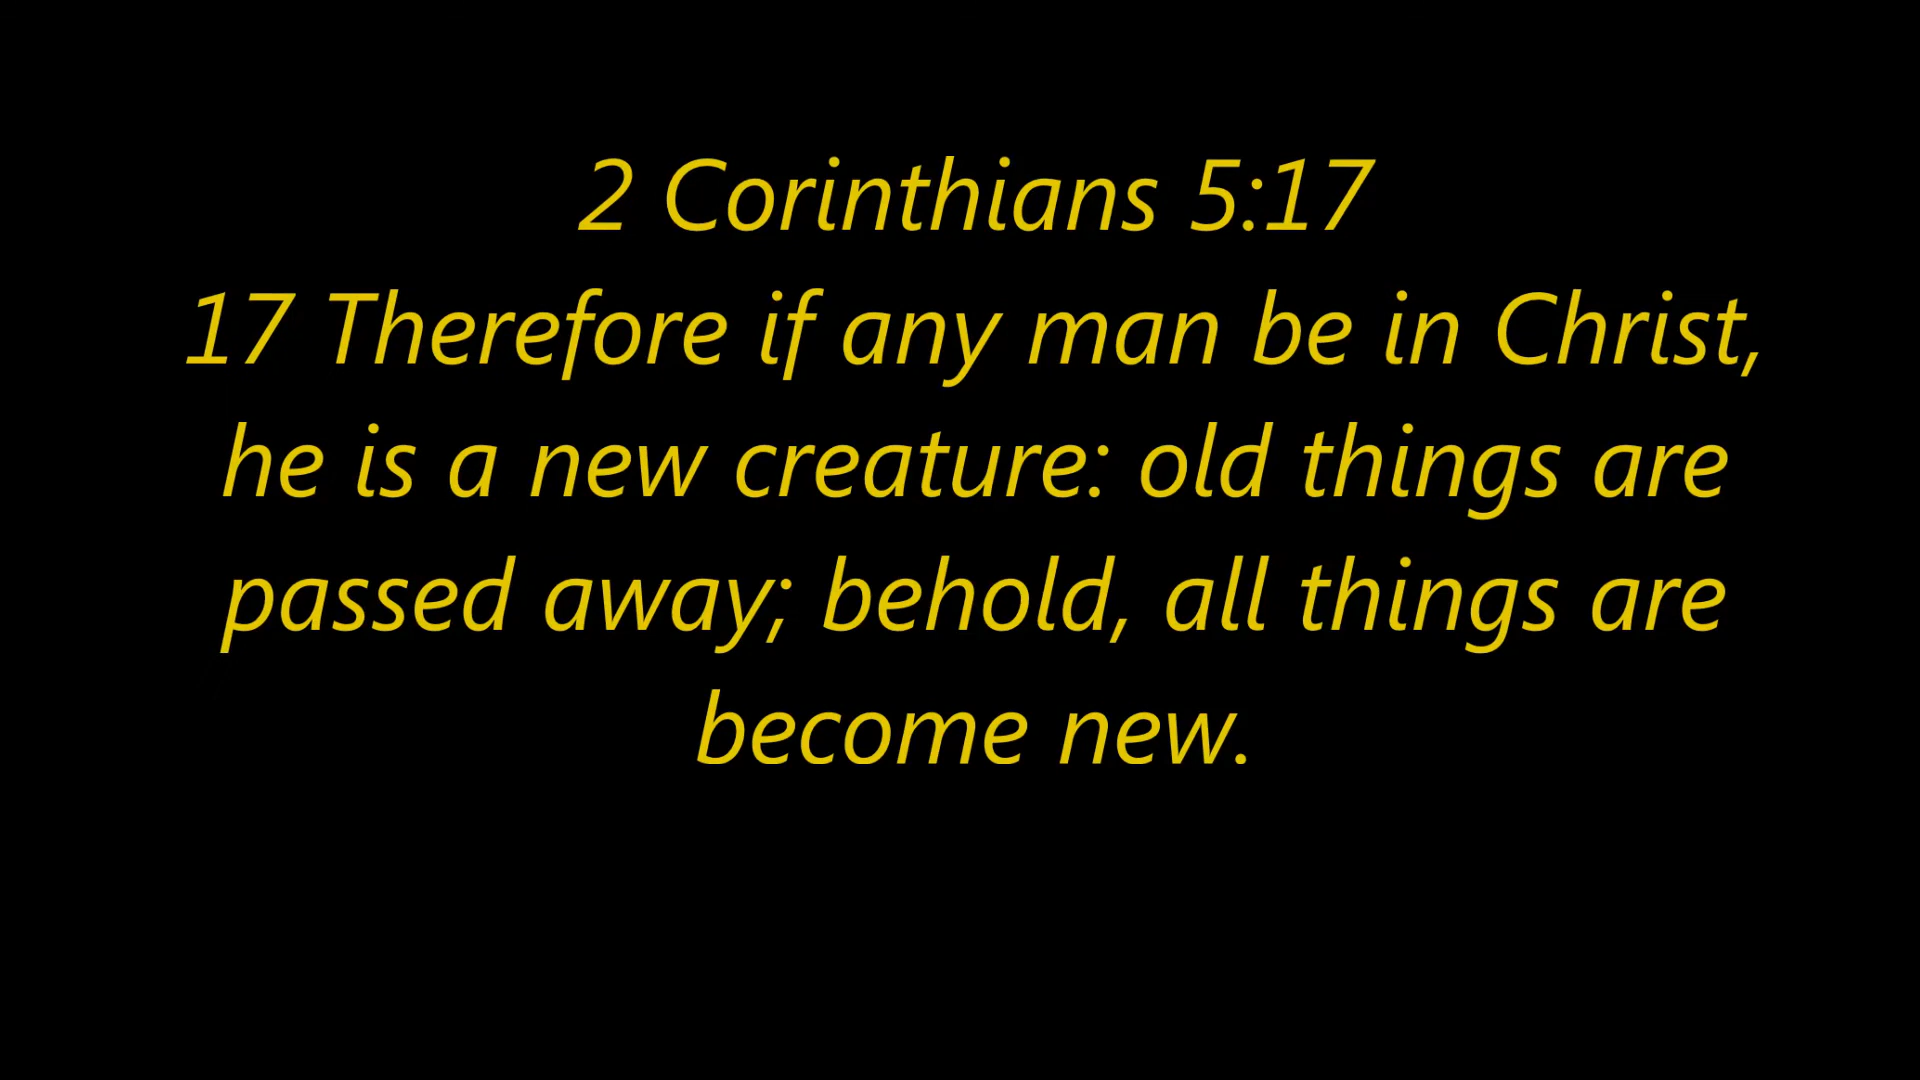 2 Corinthians 5:17
17 Therefore if any man be in Christ,
he is a new creature: old things are
passed away; behold, all things are
become new.